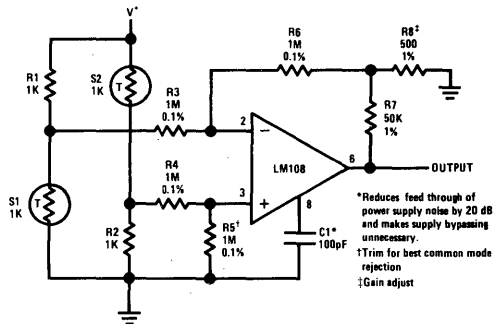 V+
R1
1K
S2
1K
T
R3
1M
0.1%
R6
1M
0.1%
R8‡
500
1%
R7
50K
1%
2
−
LM108
6
OUTPUT
S1
1K
T
R4
1M
0.1%
3
+
8
R2
1K
R5†
1M
0.1%
C1*
100pF
*Reduces feed through of
power supply noise by 20 dB
and makes supply bypassing
unnecessary.
†Trim for best common mode
rejection
‡Gain adjust